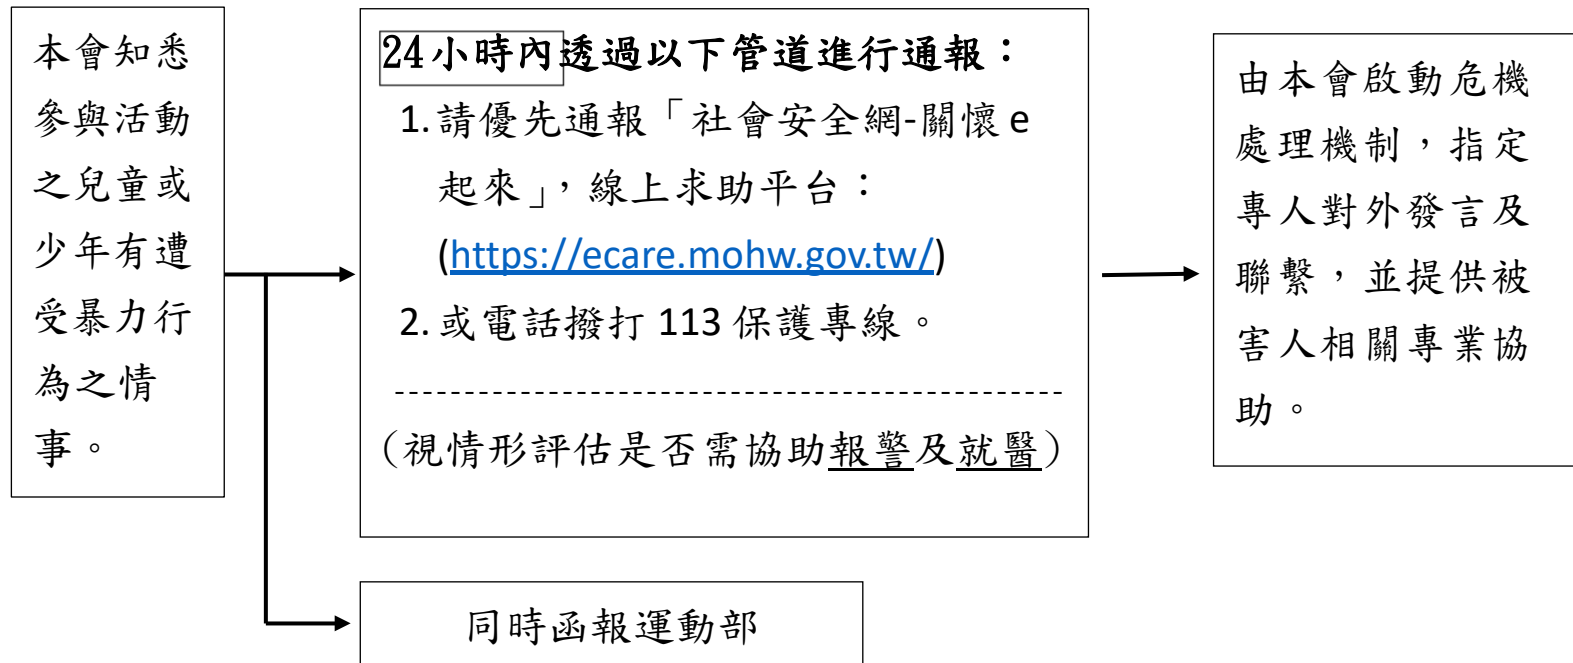 本會知悉
參與活動
之兒童或
少年有遭
受暴力行
為之情
事。
24小時內透過以下管道進行通報：
1.請優先通報「社會安全網-關懷e
起來」，線上求助平台：
(https://ecare.mohw.gov.tw/)
2.或電話撥打113保護專線。
（視情形評估是否需協助報警及就醫）
由本會啟動危機
處理機制，指定
專人對外發言及
聯繫，並提供被
害人相關專業協
助。
同時函報運動部